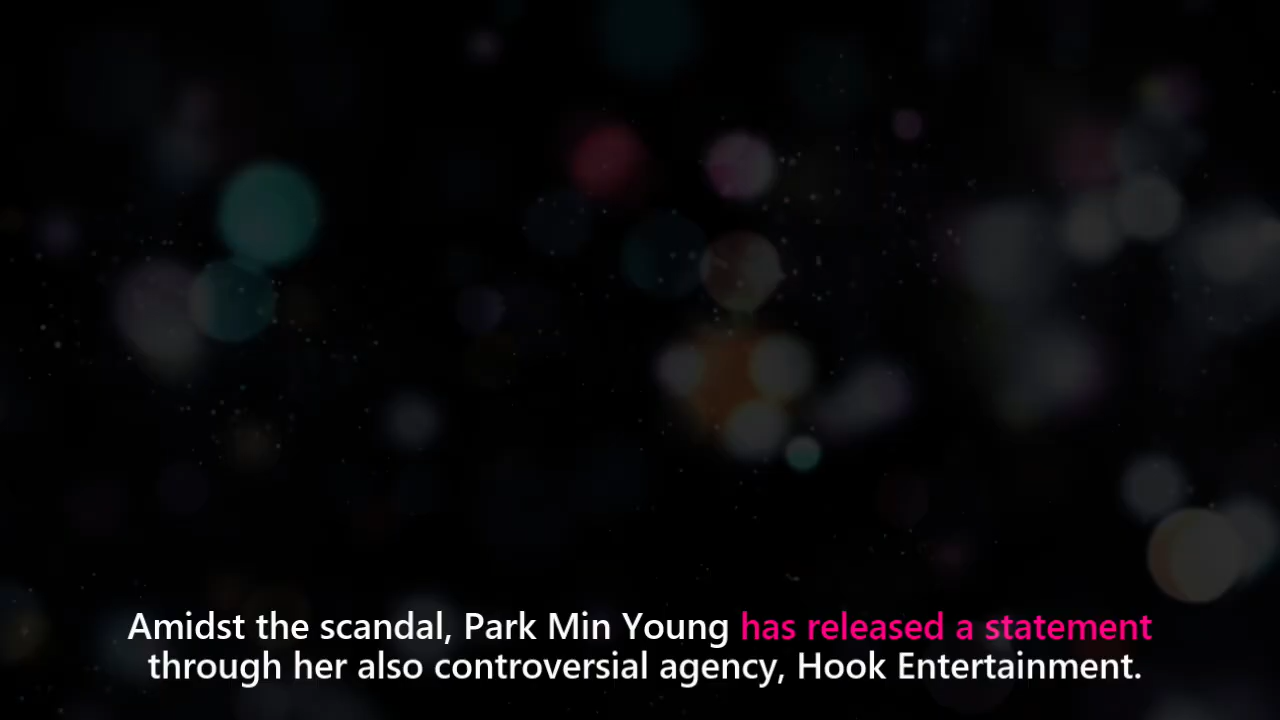 Amidst the scandal, Park Min Young has released a statement
through her also controversial agency, Hook Entertainment.